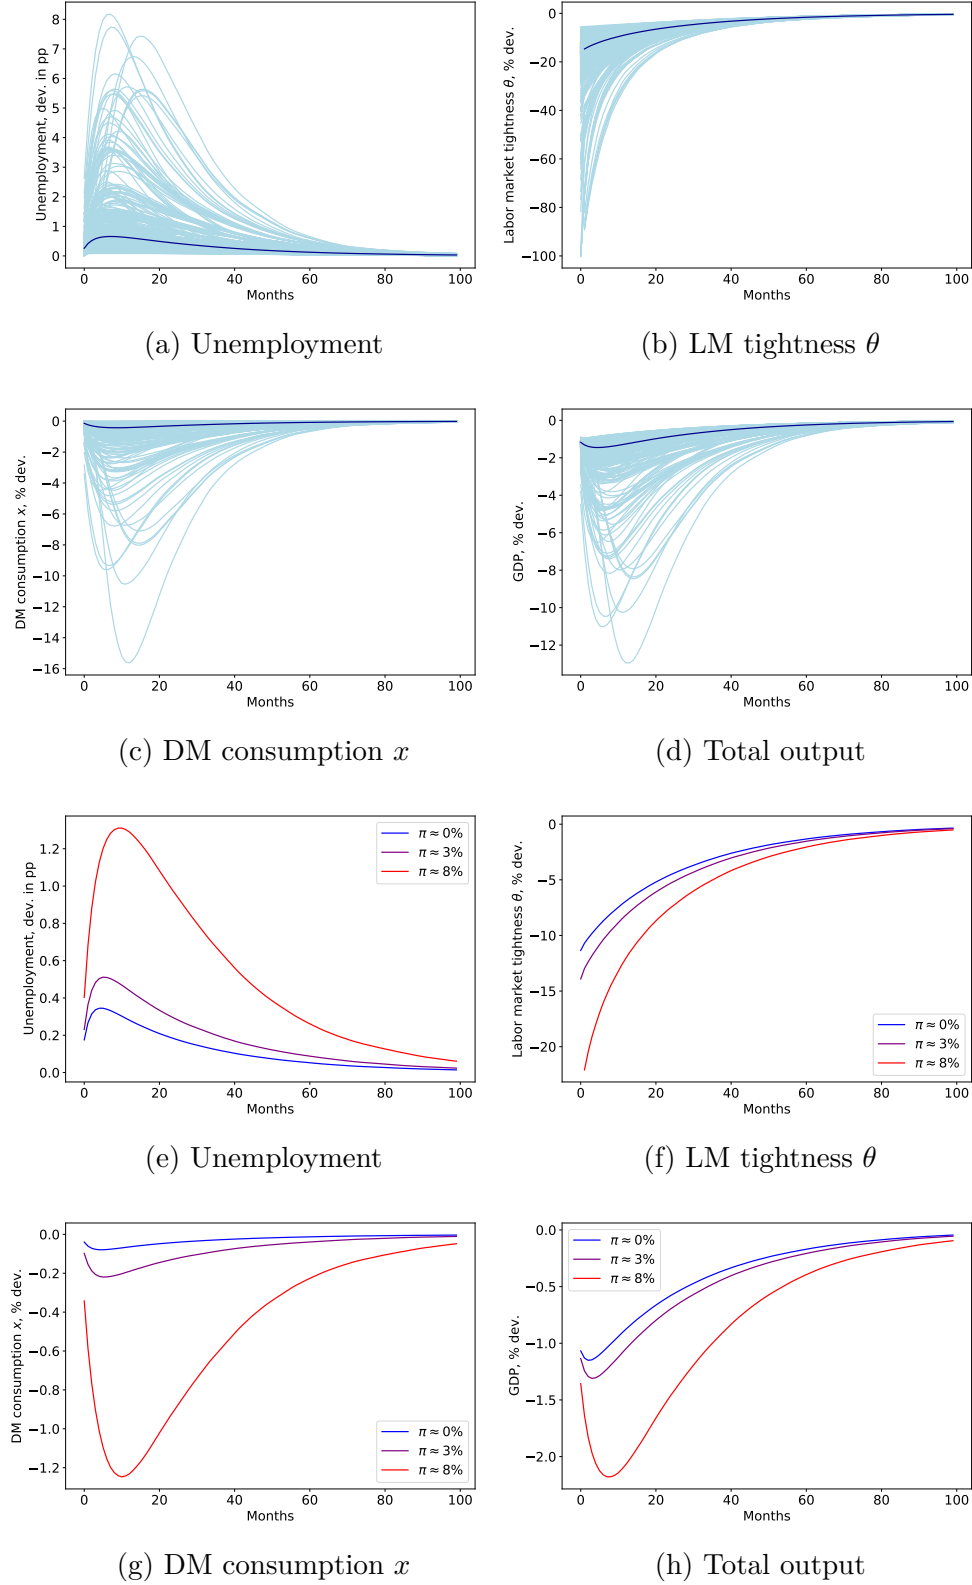 8
7
6
5
4
3
2
1
0
Unemployment, dev. in pp
0 20 40 60 80 100
Months
(a) Unemployment
0
−20
−40
−60
−80
−100
Labor market tightness θ, % dev.
0 20 40 60 80 100
Months
(b) LM tightness θ
0
−2
−4
−6
−8
−10
−12
−14
−16
DM consumption x, % dev.
0 20 40 60 80 100
Months
(c) DM consumption x
0
−2
−4
−6
−8
−10
−12
GDP, % dev.
0 20 40 60 80 100
Months
(d) Total output
1.2
1.0
0.8
0.6
0.4
0.2
0.0
Unemployment, dev. in pp
π ≈ 0%
π ≈ 3%
π ≈ 8%
0 20 40 60 80 100
Months
(e) Unemployment
0
−5
−10
−15
−20
Labor market tightness θ, % dev.
π ≈ 0%
π ≈ 3%
π ≈ 8%
0 20 40 60 80 100
Months
(f) LM tightness θ
0.0
−0.2
−0.4
−0.6
−0.8
−1.0
−1.2
DM consumption x, % dev.
π ≈ 0%
π ≈ 3%
π ≈ 8%
0 20 40 60 80 100
Months
(g) DM consumption x
0.0
−0.5
−1.0
−1.5
−2.0
GDP, % dev.
π ≈ 0%
π ≈ 3%
π ≈ 8%
0 20 40 60 80 100
Months
(h) Total output